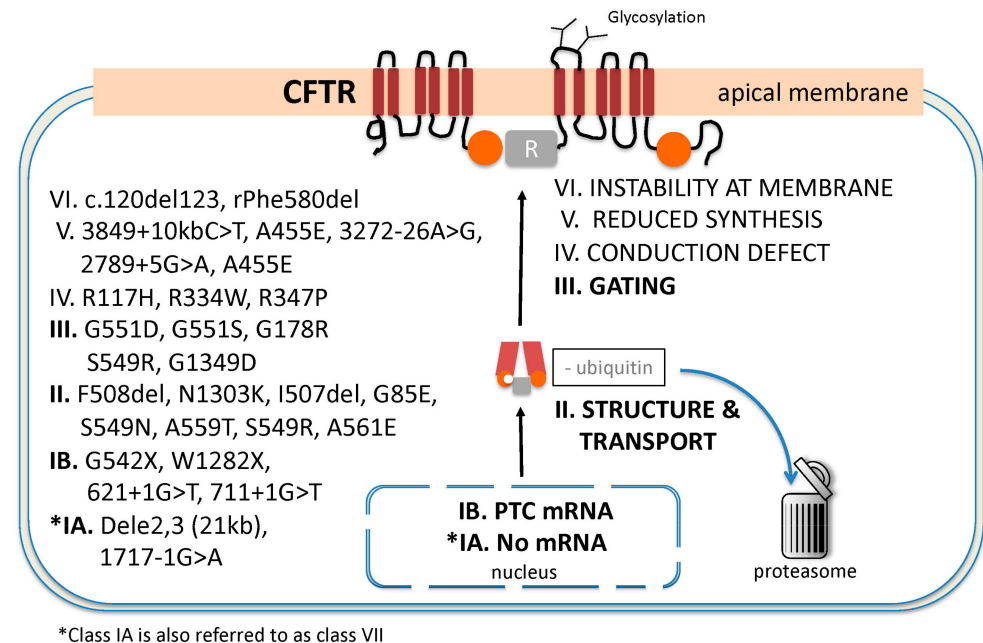 Glycosylation
CFTR
apical membrane
R
VI. c.120del123, rPhe580del
V. 3849+10kbC>T, A455E, 3272-26A>G,
2789+5G>A, A455E
IV. R117H, R334W, R347P
III. G551D, G551S, G178R
S549R, G1349D
II. F508del, N1303K, I507del, G85E,
S549N, A559T, S549R, A561E
IB. G542X, W1282X,
621+1G>T, 711+1G>T
*IA. Dele2,3 (21kb),
1717-1G>A
VI. INSTABILITY AT MEMBRANE
V. REDUCED SYNTHESIS
IV. CONDUCTION DEFECT
III. GATING
- ubiquitin
II. STRUCTURE &
TRANSPORT
IB. PTC mRNA
*IA. No mRNA
nucleus
proteasome
*Class IA is also referred to as class VII